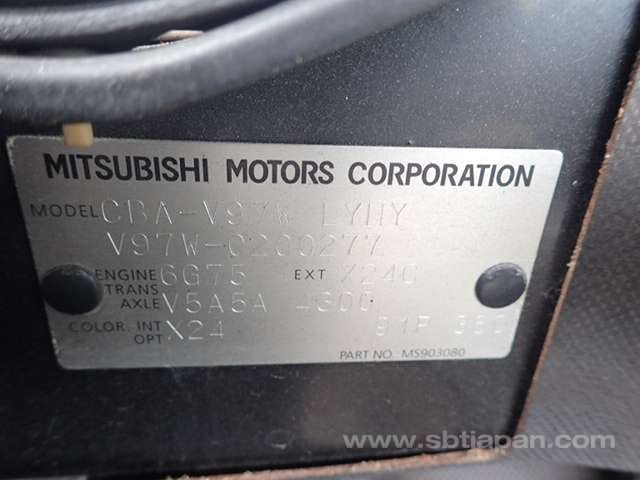 MITSUBISHI MOTORS CORPORATION
MODEL CBA-V97W LYHY
V97W-0200277
ENGINE 6G75 EXT X24C
TRANS
AXLE V5A5A 4300
COLOR, INT X24 91P
OPT
PART NO. MS903080
www.sbtjapan.com